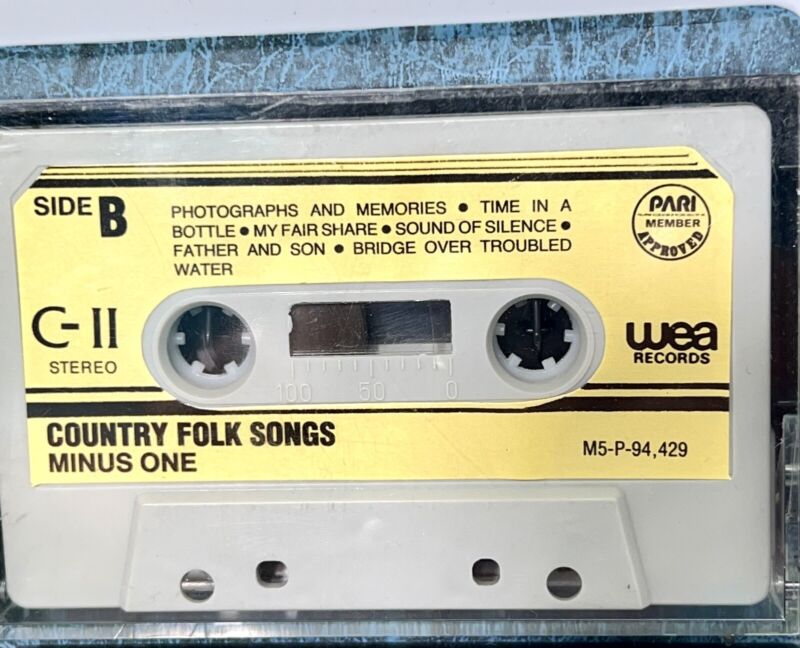 SIDE B
PHOTOGRAPHS AND MEMORIES • TIME IN A
BOTTLE • MY FAIR SHARE • SOUND OF SILENCE •
FATHER AND SON • BRIDGE OVER TROUBLED
WATER
PARI
MEMBER
APPROVED
C-II
STEREO
wea
RECORDS
100 50 0
COUNTRY FOLK SONGS
MINUS ONE
M5-P-94,429